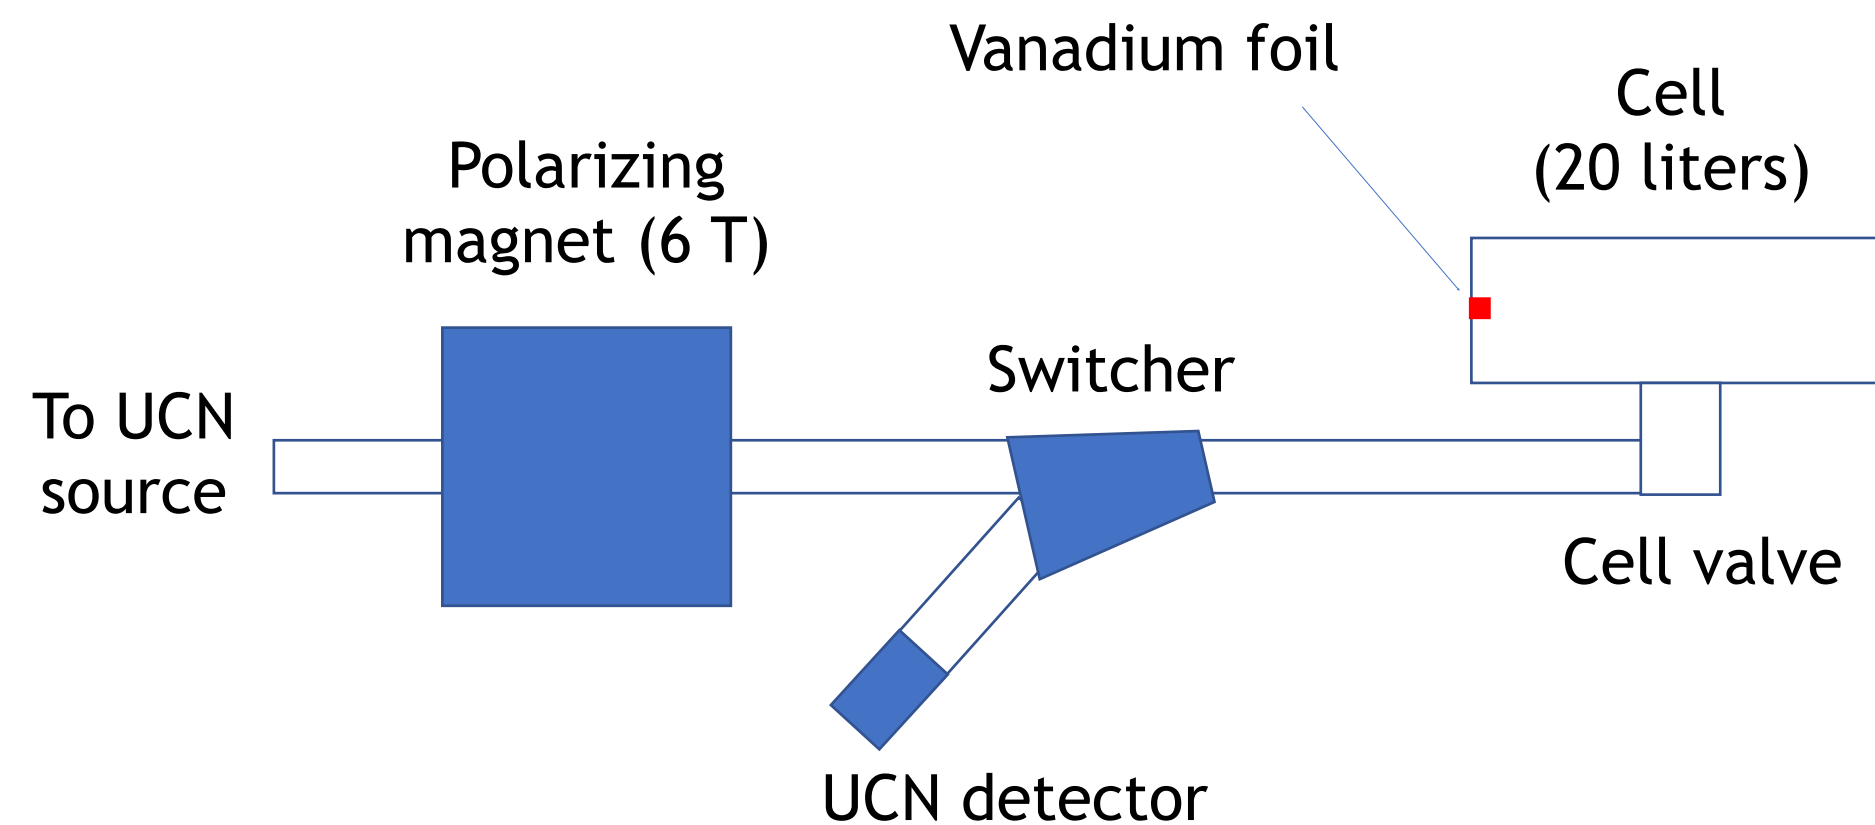 Vanadium foil
Cell
(20 liters)
Polarizing
magnet (6 T)
Switcher
To UCN
source
Cell valve
UCN detector